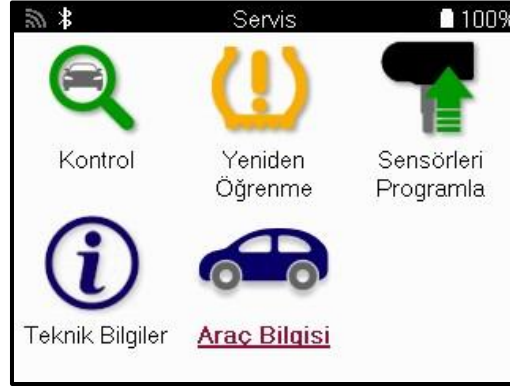 Servis
100%
Kontrol
Yeniden
Öğrenme
Sensörleri
Programla
Teknik Bilgiler
Araç Bilgisi